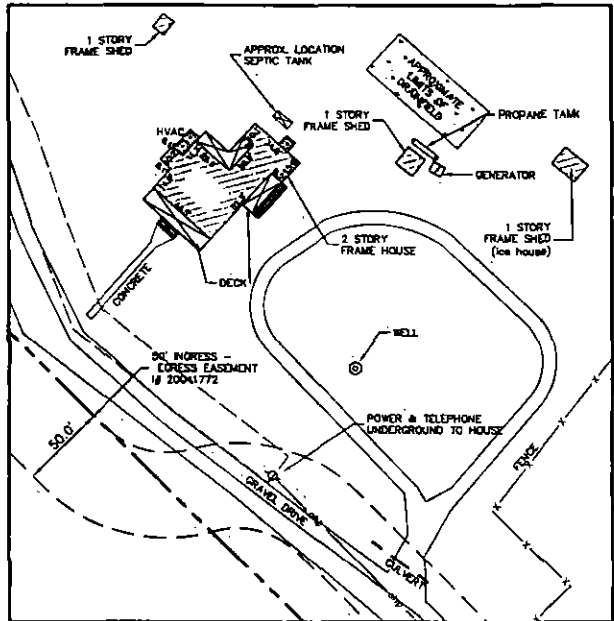 1 STORY
FRAME SHED
APPROX. LOCATION
SEPTIC TANK
APPROXIMATE
LIMITS OF
DRAINFIELD
HVAC
1 STORY
FRAME SHED
PROPANE TANK
GENERATOR
1 STORY
FRAME SHED
(ice house)
2 STORY
FRAME HOUSE
DECK
CONCRETE
WELL
50' INGRESS -
EGRESS EASEMENT
I# 20041772
50.0'
POWER & TELEPHONE
UNDERGROUND TO HOUSE
FENCE
GRAVEL DRIVE
ohp
CULVERT
ohp